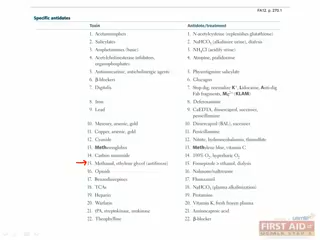 FA12 p. 270.1
Specific antidotes
Toxin Antidote/treatment
1. Acetaminophen 1. N-acetylcysteine (replenishes glutathione)
2. Salicylates 2. NaHCO3 (alkalinize urine), dialysis
3. Amphetamines (basic) 3. NH4Cl (acidify urine)
4. Acetylcholinesterase inhibitors, organophosphates 4. Atropine, pralidoxime
5. Antimuscarinic, anticholinergic agents 5. Physostigmine salicylate
6. β-blockers 6. Glucagon
7. Digitalis 7. Stop dig, normalize K+, Lidocaine, Anti-dig Fab fragments, Mg2+ (KLAM)
8. Iron 8. Deferoxamine
9. Lead 9. CaEDTA, dimercaprol, succimer, penicillamine
10. Mercury, arsenic, gold 10. Dimercaprol (BAL), succimer
11. Copper, arsenic, gold 11. Penicillamine
12. Cyanide 12. Nitrite, hydroxocobalamin, thiosulfate
13. Methemoglobin 13. Methylene blue, vitamin C
14. Carbon monoxide 14. 100% O2, hyperbaric O2
15. Methanol, ethylene glycol (antifreeze) 15. Fomepizole > ethanol, dialysis
16. Opioids 16. Naloxone/naltrexone
17. Benzodiazepines 17. Flumazenil
18. TCAs 18. NaHCO3 (plasma alkalinization)
19. Heparin 19. Protamine
20. Warfarin 20. Vitamin K, fresh frozen plasma
21. tPA, streptokinase, urokinase 21. Aminocaproic acid
22. Theophylline 22. β-blocker
FIRST AID